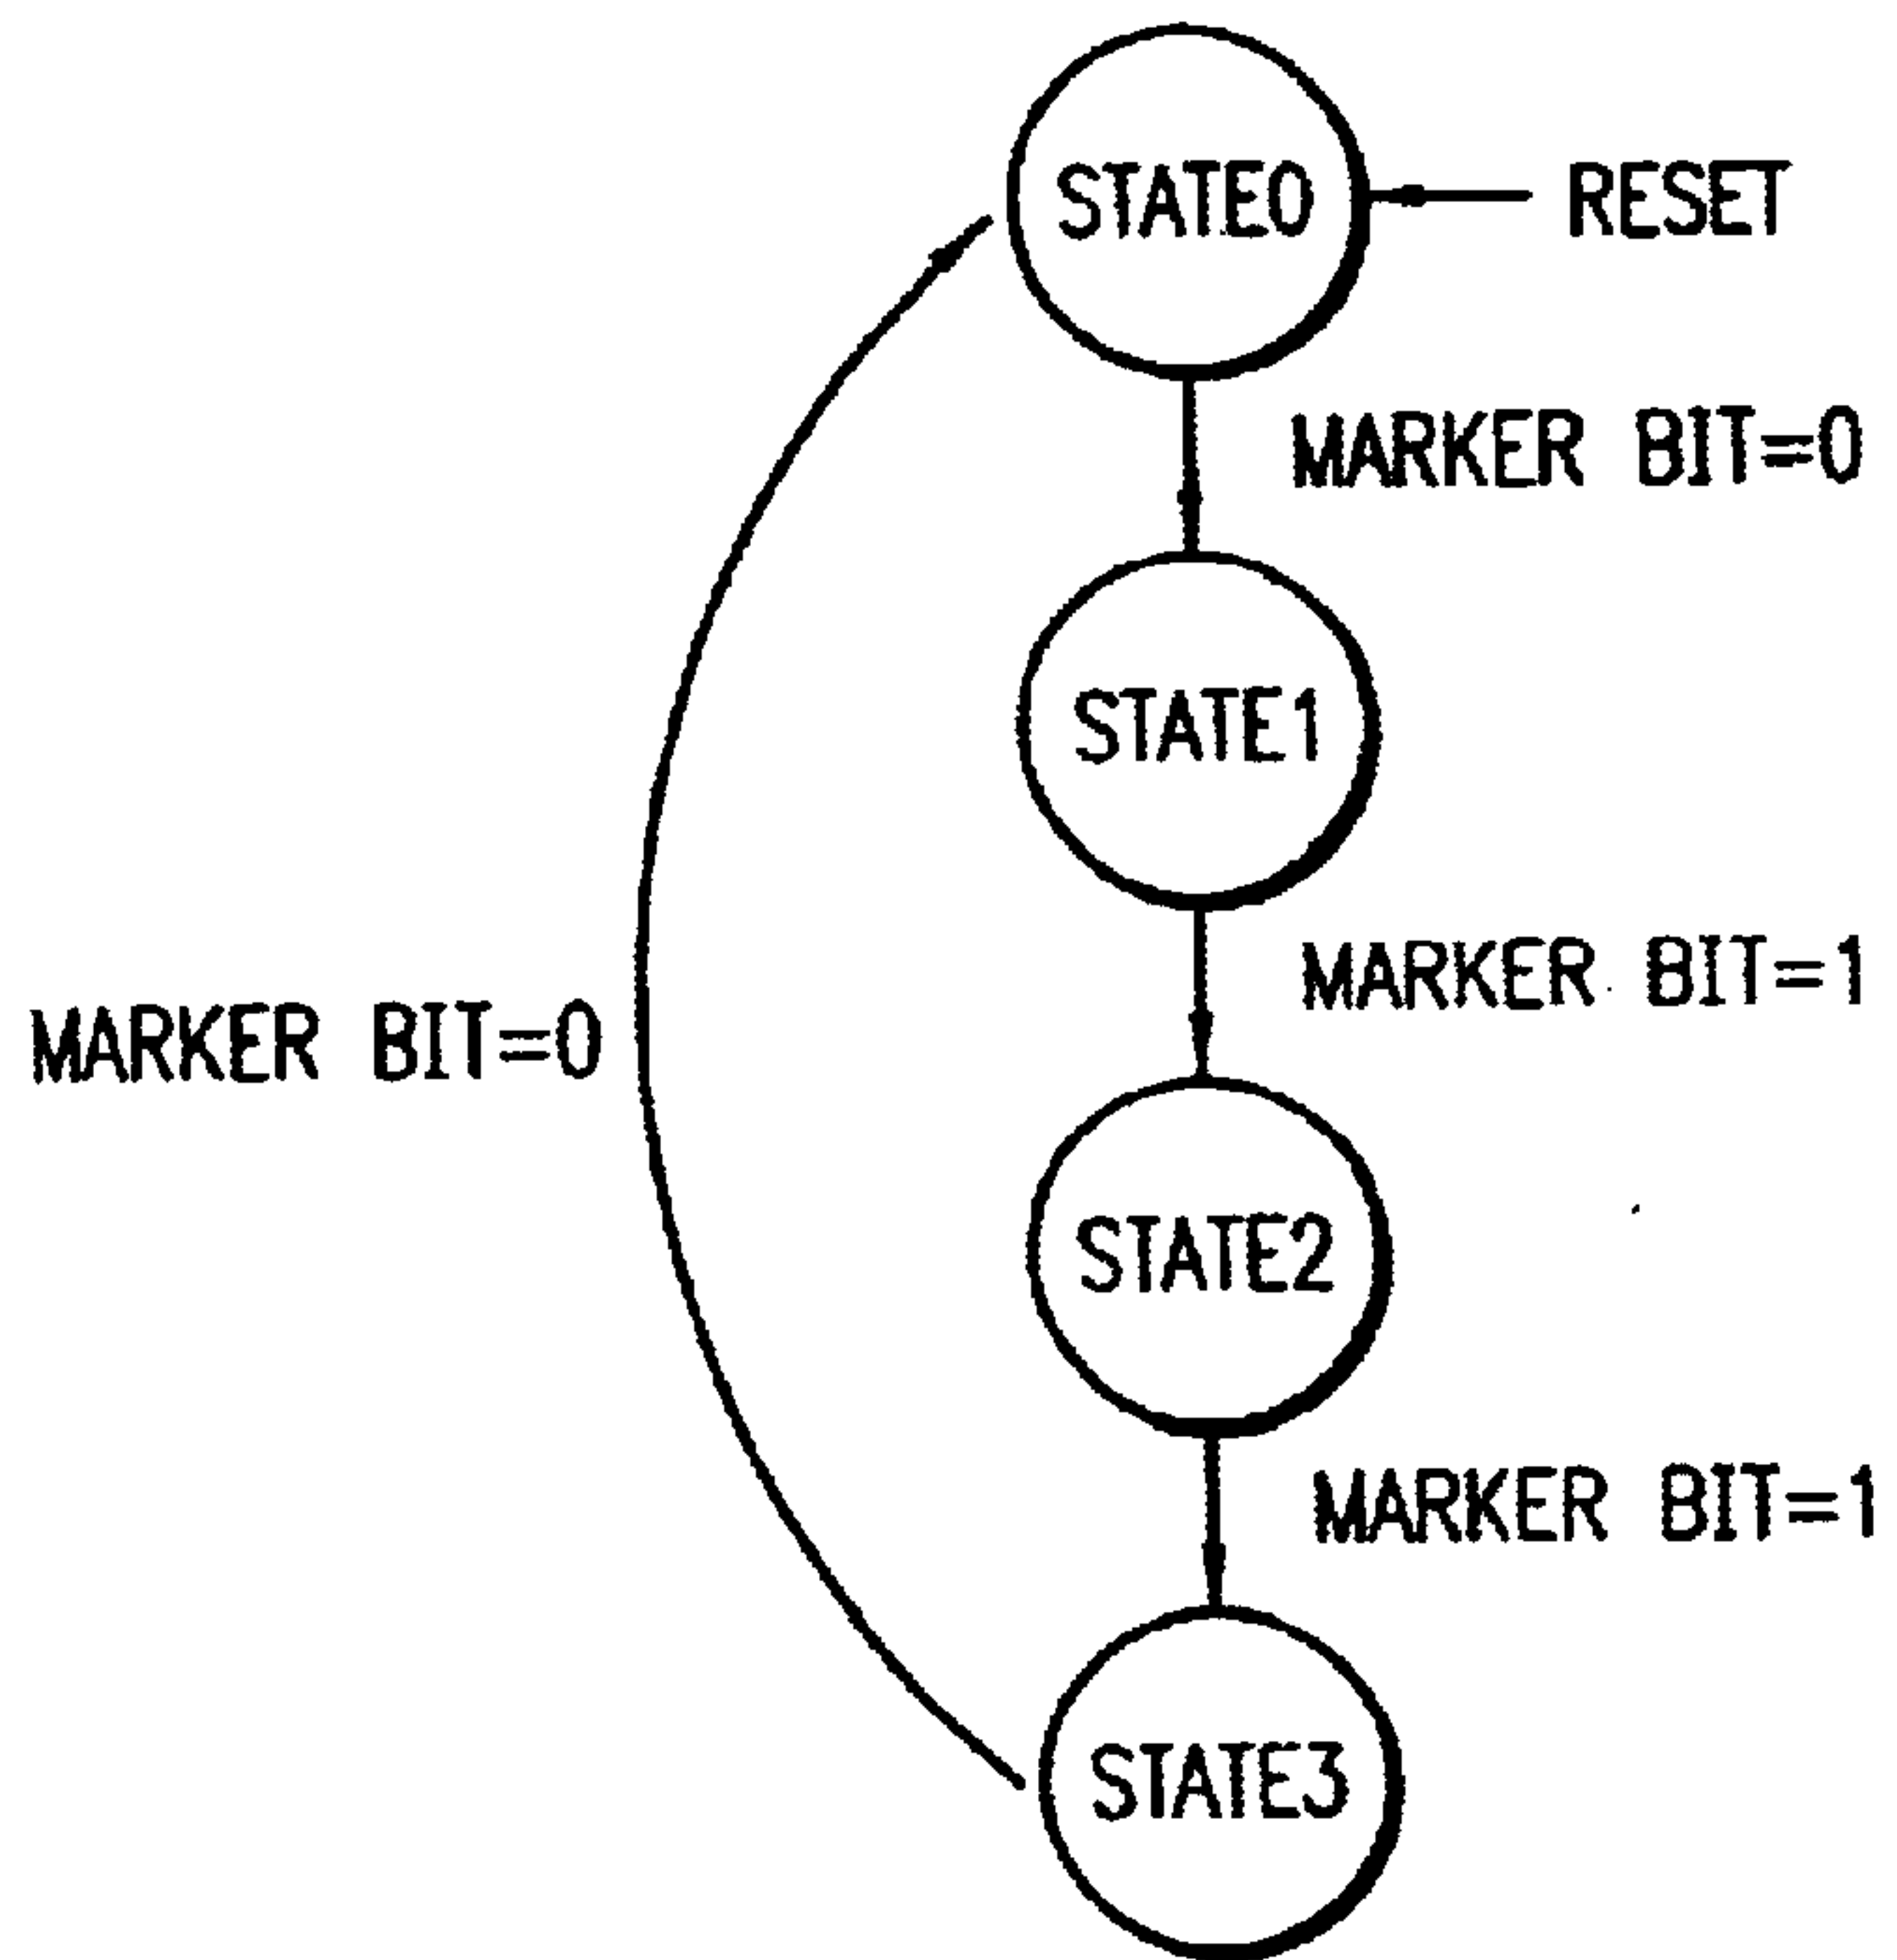 STATE0
RESET
MARKER BIT=0
STATE1
MARKER BIT=1
MARKER BIT=0
STATE2
MARKER BIT=1
STATE3